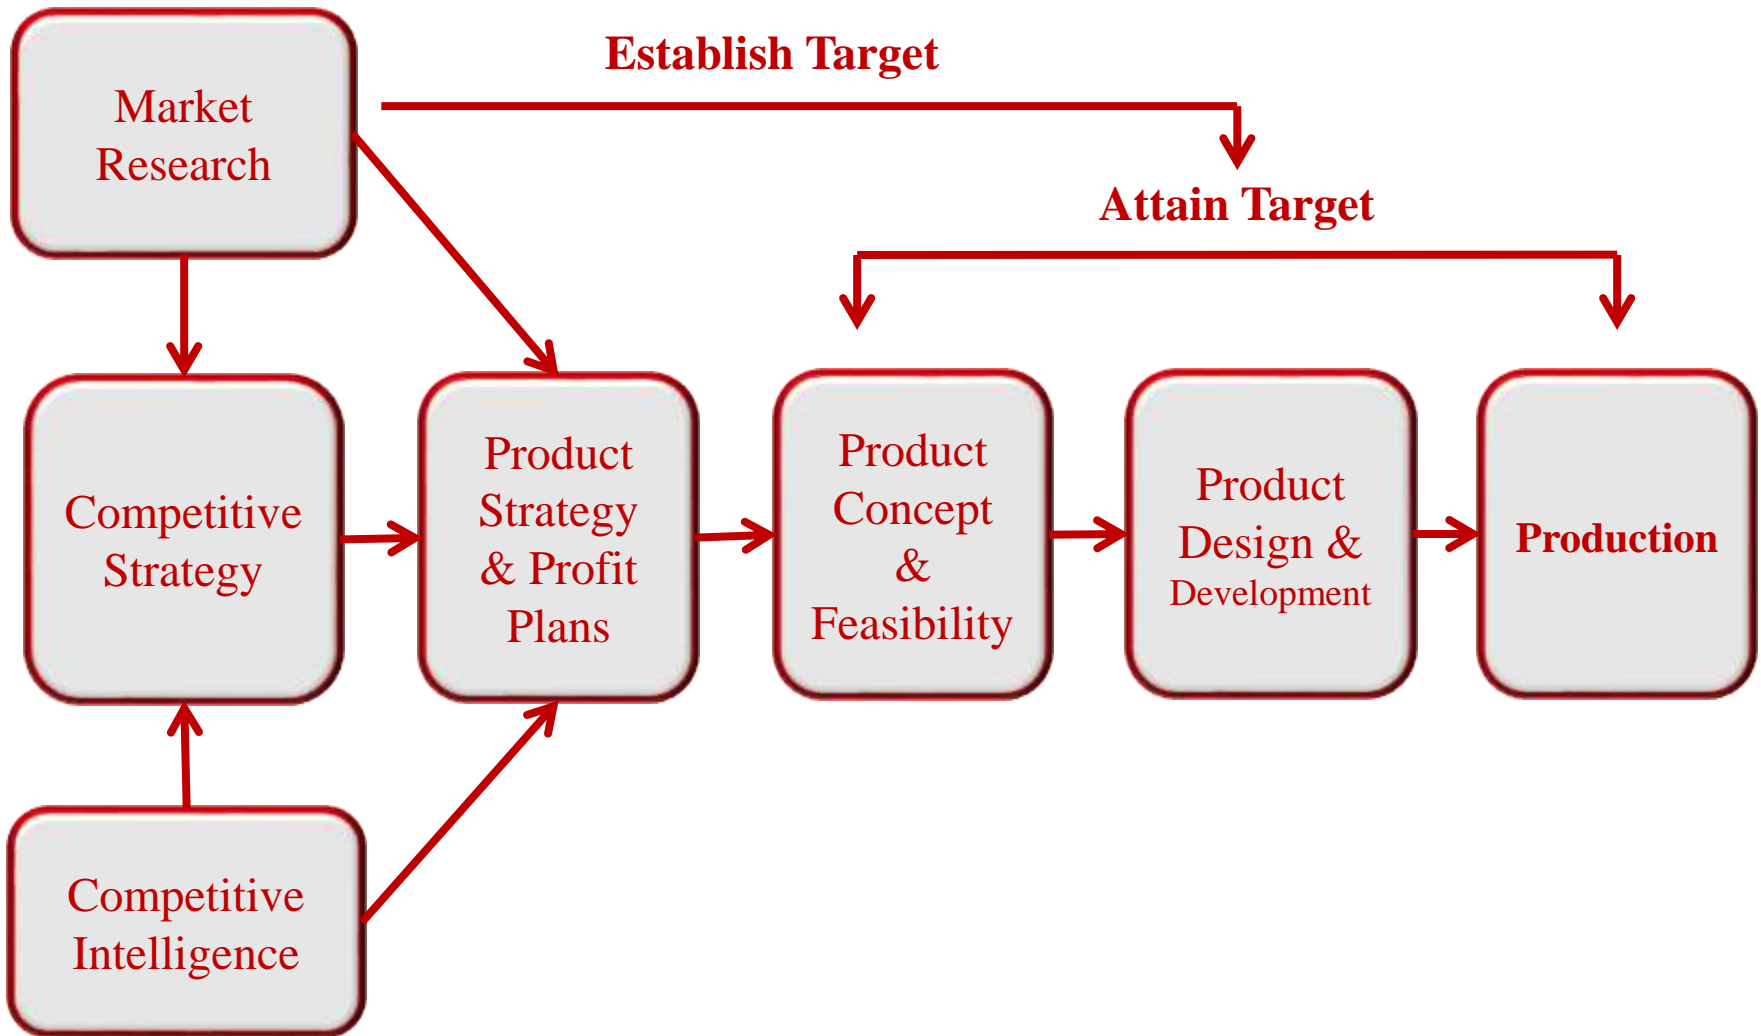 Establish Target
Market
Research
Attain Target
Competitive
Strategy
Product
Strategy
& Profit
Plans
Product
Concept
&
Feasibility
Product
Design &
Development
Production
Competitive
Intelligence